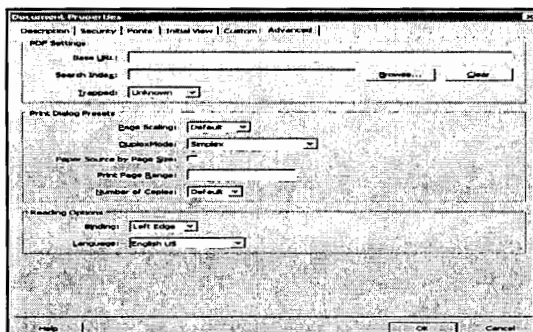 Document Properties
Description Security Fonts Initial View Custom Advanced
PDF Settings
Base URL:
Search Index: Browse... Clear
Trapped: Unknown
Print Dialog Presets
Page Scaling: Default
DuplexMode: Simplex
Paper Source by Page Size:
Print Page Range:
Number of Copies: Default
Reading Options
Binding: Left Edge
Language: English US
Help OK Cancel